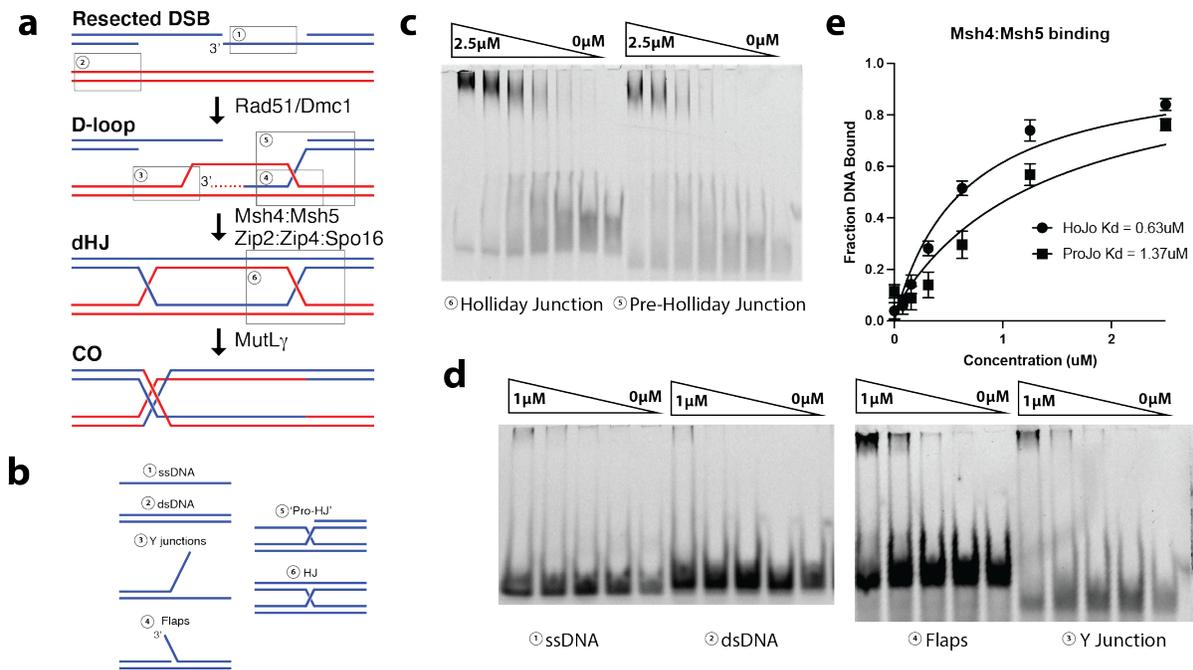 a
Resected DSB
①
3'
②
Rad51/Dmc1
D-loop
⑤
③
3'
④
Msh4:Msh5
Zip2:Zip4:Spo16
dHJ
⑥
MutLγ
CO
b
① ssDNA
② dsDNA
③ Y junctions
④ Flaps
3'
⑤ 'Pro-HJ'
⑥ HJ
c
2.5μM 0μM 2.5μM 0μM
⑥ Holliday Junction ⑤ Pre-Holliday Junction
d
1μM 0μM 1μM 0μM
① ssDNA ② dsDNA
1μM 0μM 1μM 0μM
④ Flaps ③ Y Junction
e
Msh4:Msh5 binding
Fraction DNA Bound
1.0
0.8
0.6
0.4
0.2
0.0
0 1 2
Concentration (uM)
HoJo Kd = 0.63uM
ProJo Kd = 1.37uM